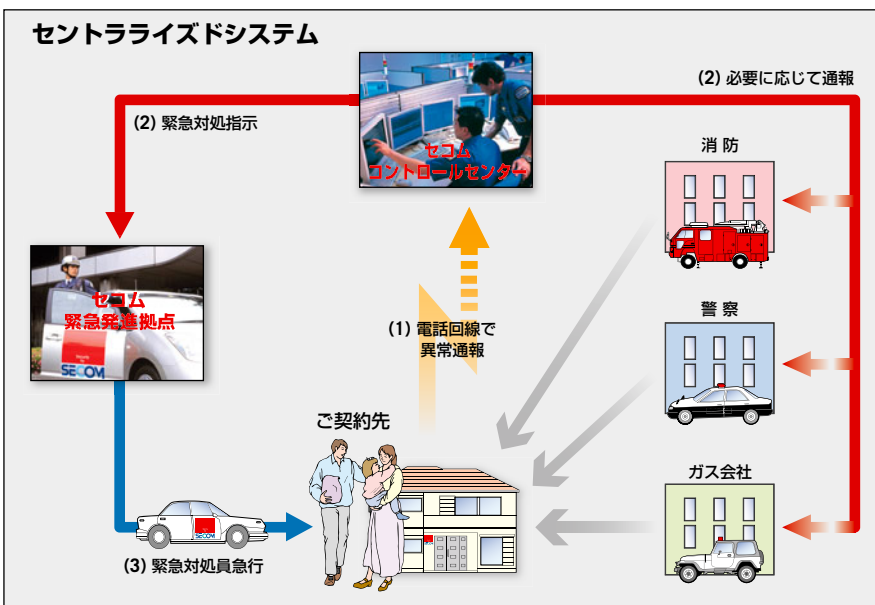 セントラライズドシステム
(2) 必要に応じて通報
(2) 緊急対処指示
セコム
コントロールセンター
消 防
セコム
緊急発進拠点
SECOM
警 察
(1) 電話回線で
異常通報
ご契約先
ガス会社
SECOM
(3) 緊急対処員急行